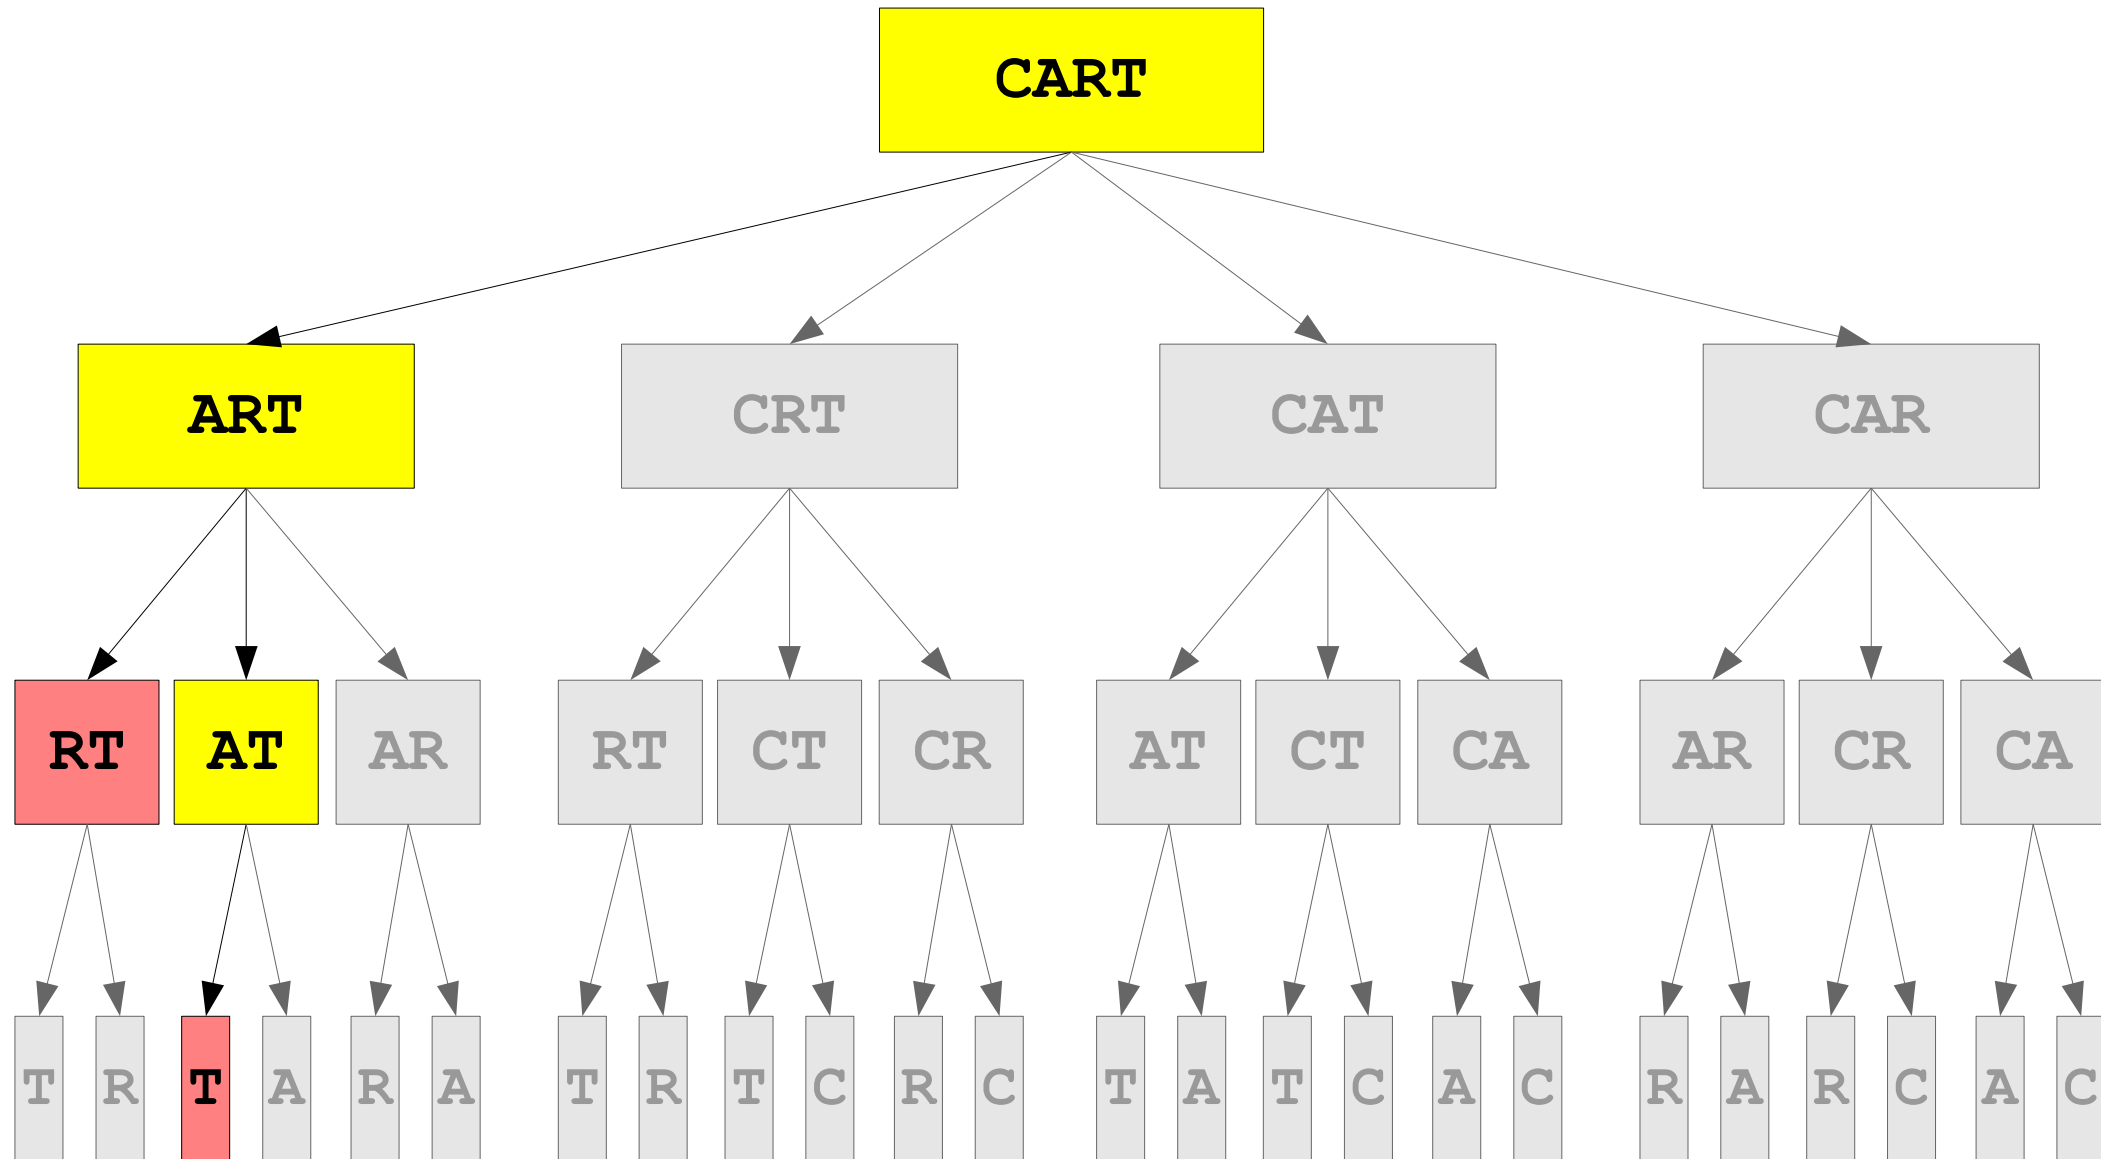 CART
ART CRT CAT CAR
RT AT AR RT CT CR AT CT CA AR CR CA
T R T A R A T R T C R C T A T C A C R A R C A C